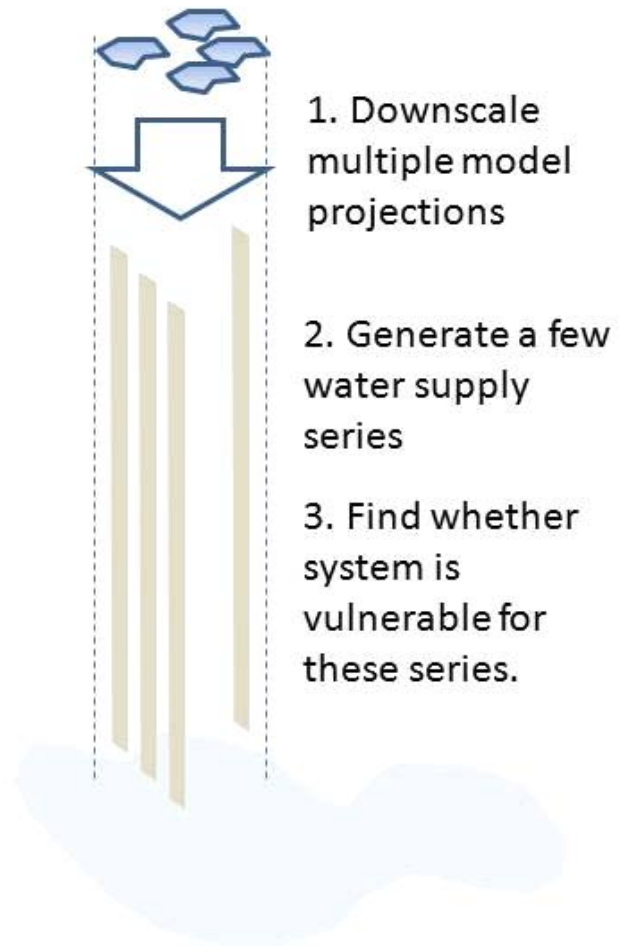 1. Downscale
multiple model
projections
2. Generate a few
water supply
series
3. Find whether
system is
vulnerable for
these series.